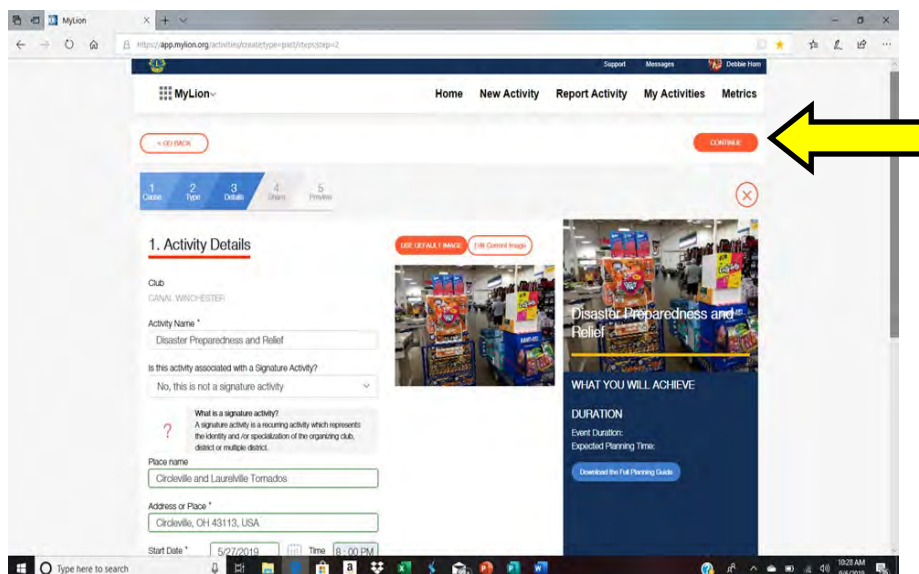 MyLion
https://app.mylion.org/activities/create;type=past/steps;step=2
Support Messages Debbie Horn
MyLion
Home New Activity Report Activity My Activities Metrics
< GO BACK
CONTINUE
1 2 3 4 5
Cause Type Details Share Preview
1. Activity Details
USE DEFAULT IMAGE
Edit Current Image
Club
CANAL WINCHESTER
Activity Name *
Disaster Preparedness and Relief
Is this activity associated with a Signature Activity?
No, this is not a signature activity
?
What is a signature activity?
A signature activity is a recurring activity which represents
the identity and /or specialization of the organizing club,
district or multiple district.
Place name
Circleville and Laurelville Tornados
Address or Place *
Circleville, OH 43113, USA
Start Date * 5/27/2019 Time 8 : 00 PM
Disaster Preparedness and
Relief
WHAT YOU WILL ACHIEVE
DURATION
Event Duration:
Expected Planning Time:
Download the Full Planning Guide
Type here to search
10:28 AM